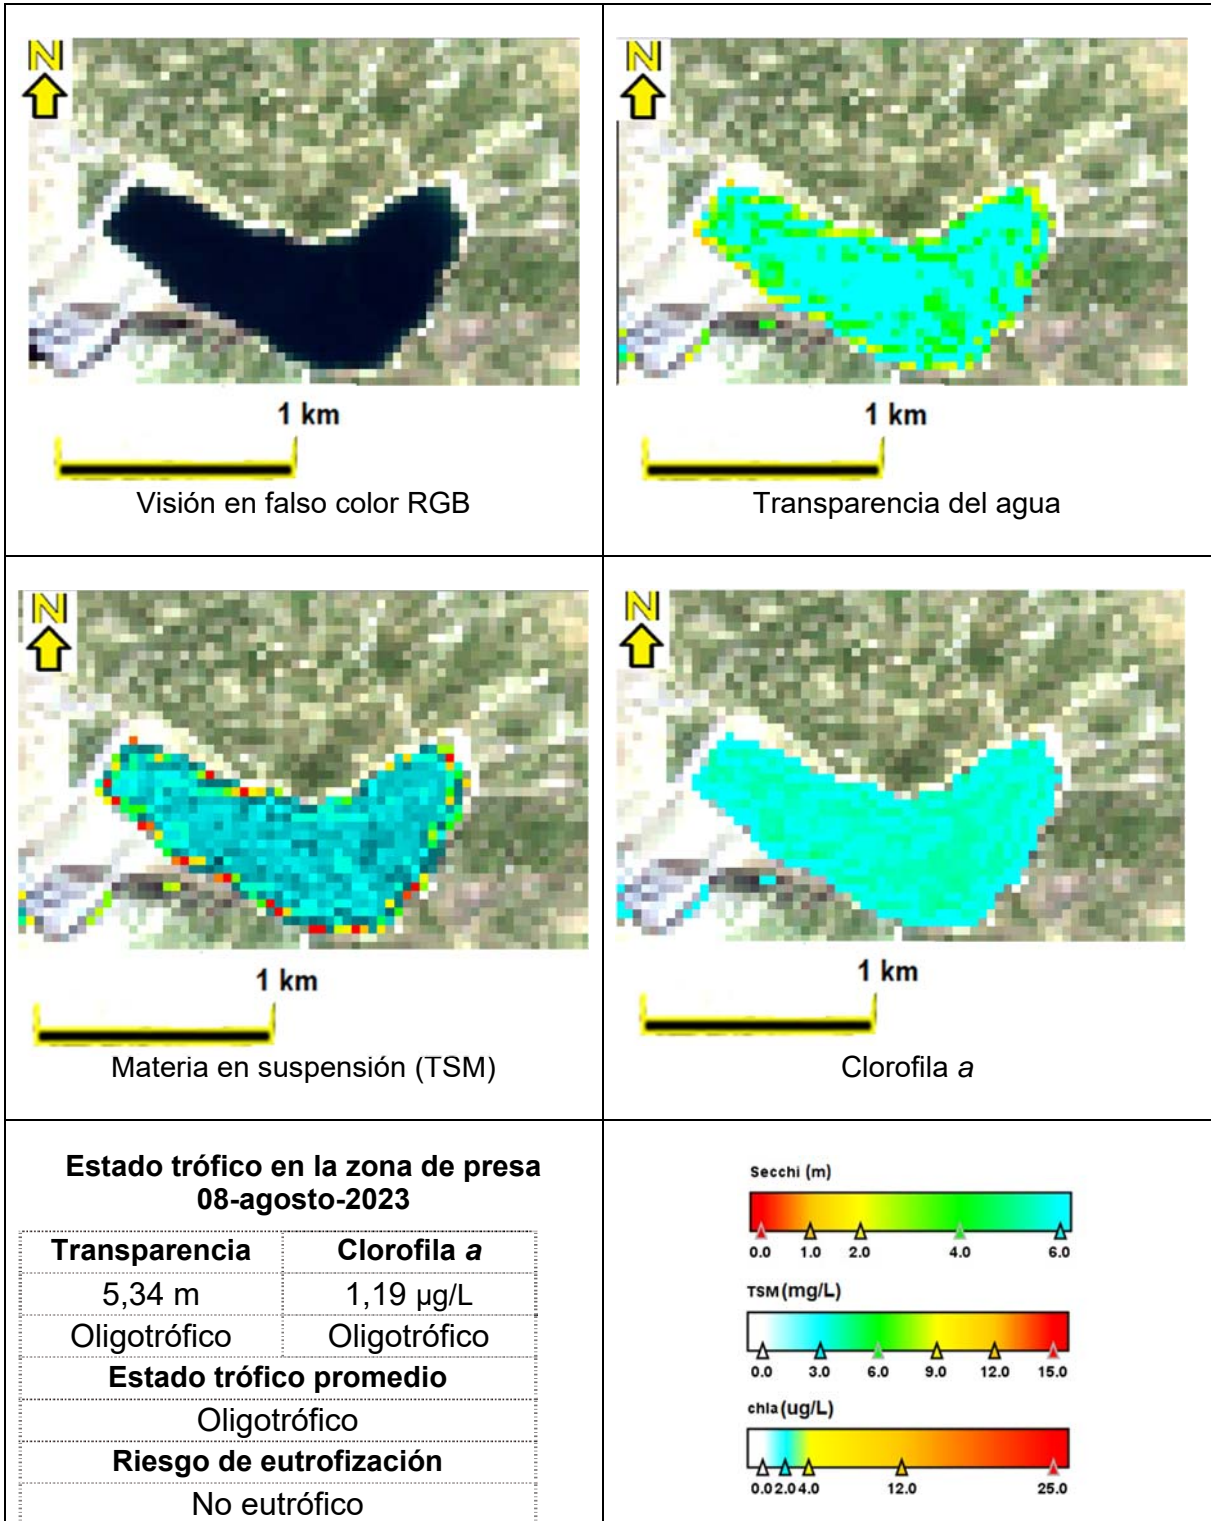 N
N
1 km
1 km
Visión en falso color RGB
Transparencia del agua
N
N
1 km
1 km
Materia en suspensión (TSM)
Clorofila a
Estado trófico en la zona de presa
08-agosto-2023
Transparencia Clorofila a
5,34 m 1,19 µg/L
Oligotrófico Oligotrófico
Estado trófico promedio
Oligotrófico
Riesgo de eutrofización
No eutrófico
Secchi (m)
0.0 1.0 2.0 4.0 6.0
TSM (mg/L)
0.0 3.0 6.0 9.0 12.0 15.0
chla (ug/L)
0.0 2.0 4.0 12.0 25.0